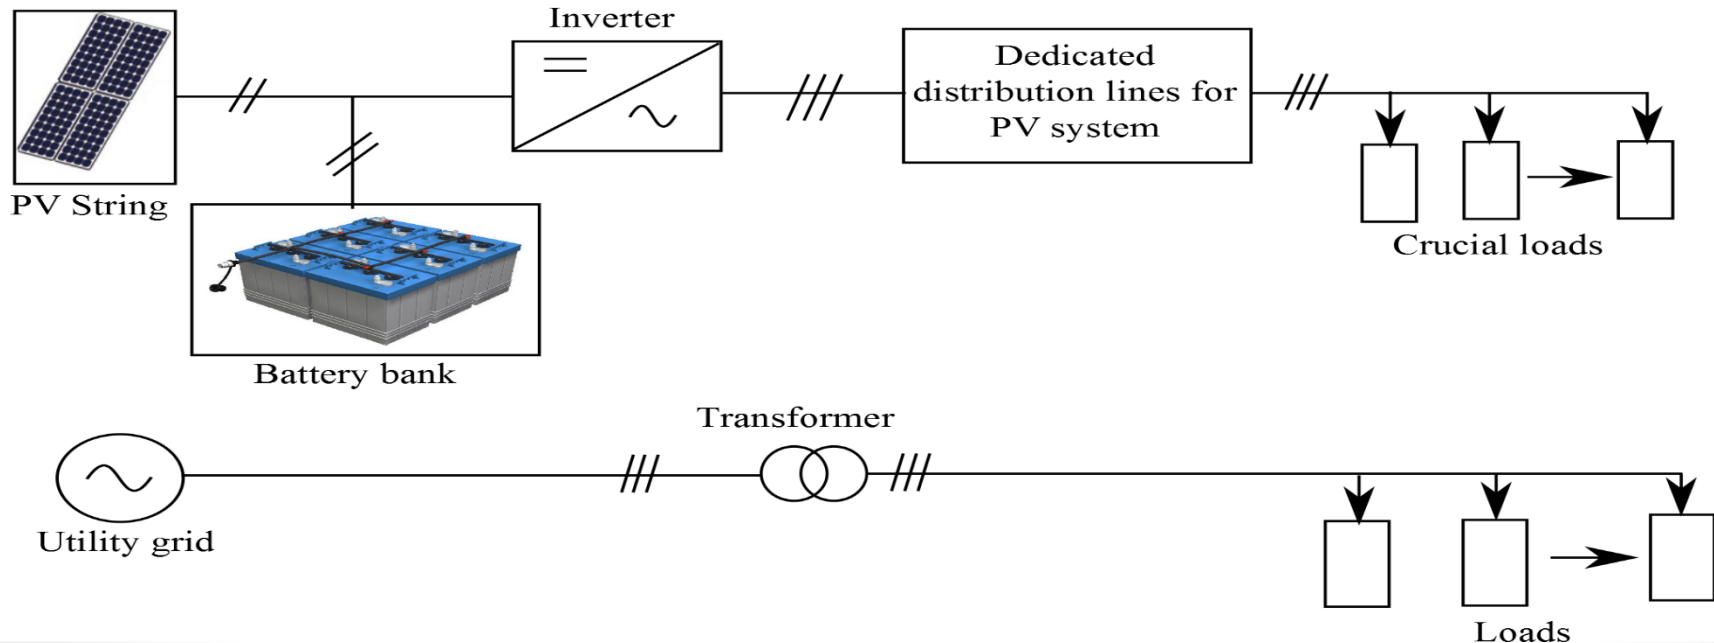 Inverter
Dedicated
distribution lines for
PV system
PV String
Crucial loads
Battery bank
Transformer
Utility grid
Loads